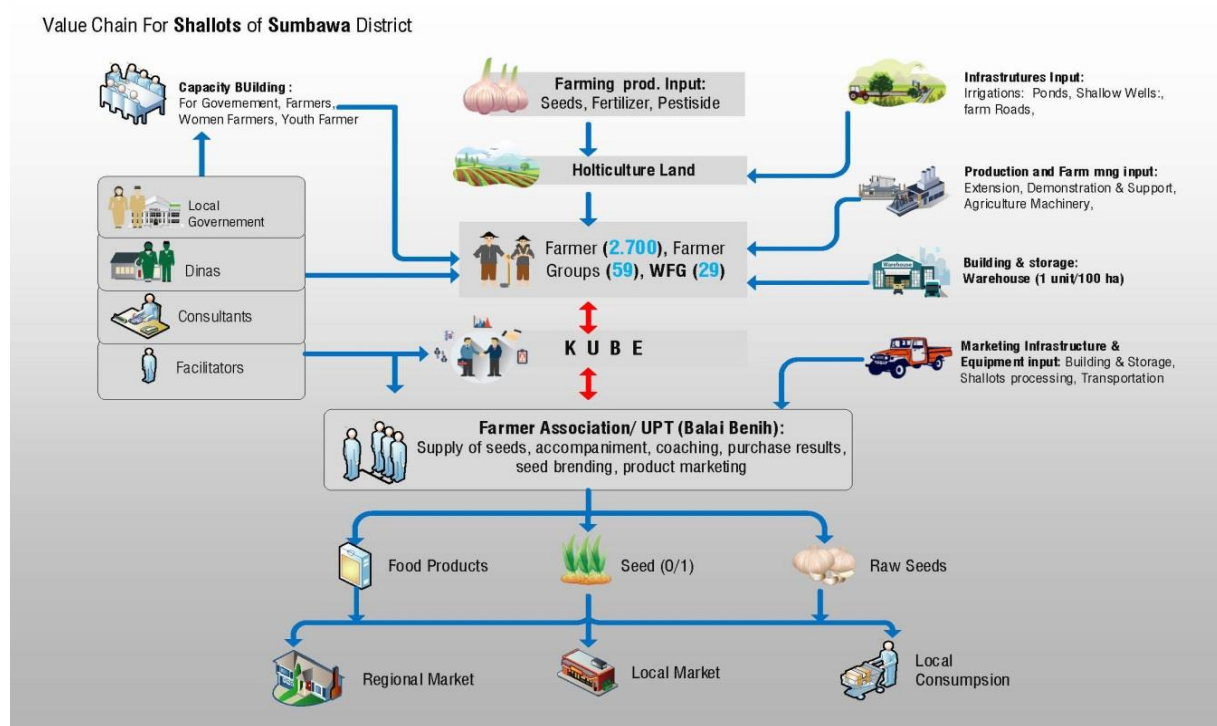 Value Chain For Shallots of Sumbawa District
Capacity BUilding :
For Governement, Farmers,
Women Farmers, Youth Farmer
Farming prod. Input:
Seeds, Fertilizer, Pestiside
Infrastrutures Input:
Irrigations: Ponds, Shallow Wells:,
farm Roads,
Holticulture Land
Production and Farm mng input:
Extension, Demonstration & Support,
Agriculture Machinery,
Local
Governement
Dinas
Consultants
Facilitators
Farmer (2.700), Farmer
Groups (59), WFG (29)
Warehouse
Building & storage:
Warehouse (1 unit/100 ha)
K U B E
Marketing Infrastructure &
Equipment input: Building & Storage,
Shallots processing, Transportation
Farmer Association/ UPT (Balai Benih):
Supply of seeds, accompaniment, coaching, purchase results,
seed brending, product marketing
Food Products
Seed (0/1)
Raw Seeds
Regional Market
Local Market
Local
Consumpsion